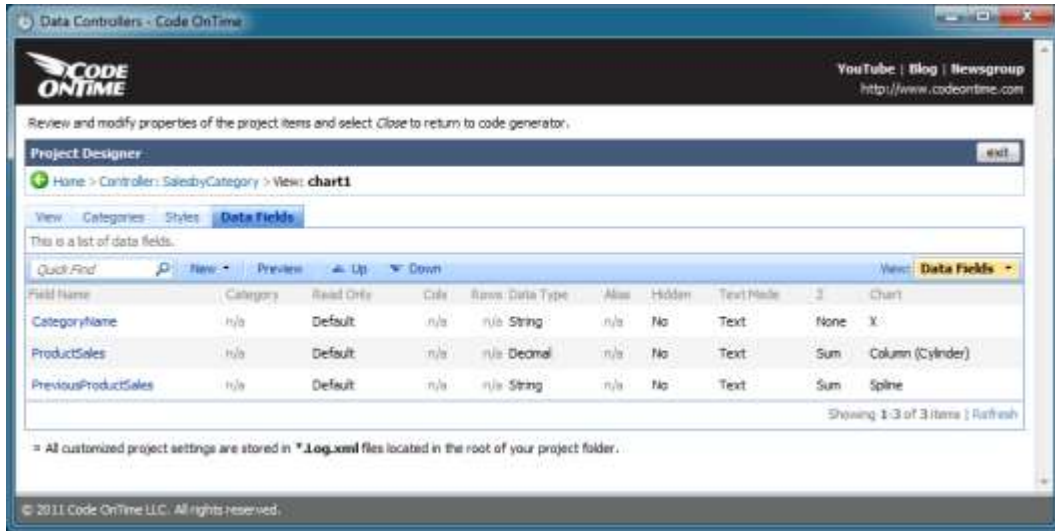 Data Controllers - Code OnTime
CODE
ONTIME
YouTube | Blog | Newsgroup
http://www.codeontime.com
Review and modify properties of the project items and select Close to return to code generator.
Project Designer exit
Home > Controller: SalesbyCategory > View: chart1
View Categories Styles Data Fields
This is a list of data fields.
Quick Find New Preview Up Down View: Data Fields
Field Name Category Read Only Cols Rows Data Type Alias Hidden Text Mode Σ Chart
CategoryName n/a Default n/a n/a String n/a No Text None X
ProductSales n/a Default n/a n/a Decimal n/a No Text Sum Column (Cylinder)
PreviousProductSales n/a Default n/a n/a String n/a No Text Sum Spline
Showing 1-3 of 3 items | Refresh
All customized project settings are stored in *.Log.xml files located in the root of your project folder.
© 2011 Code OnTime LLC. All rights reserved.